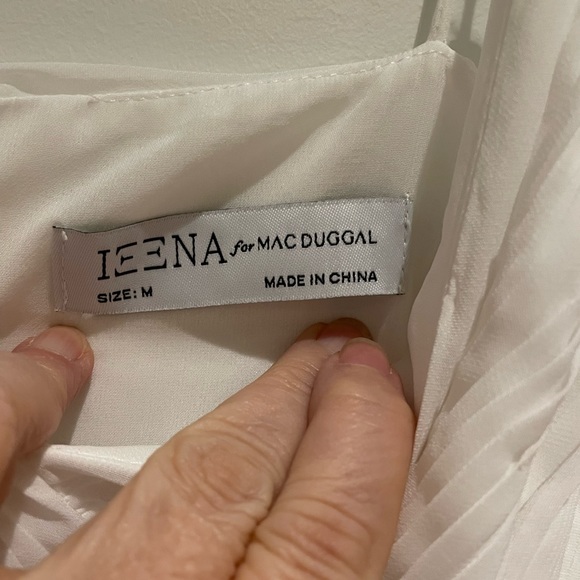 IEENA for MAC DUGGAL
SIZE: M MADE IN CHINA